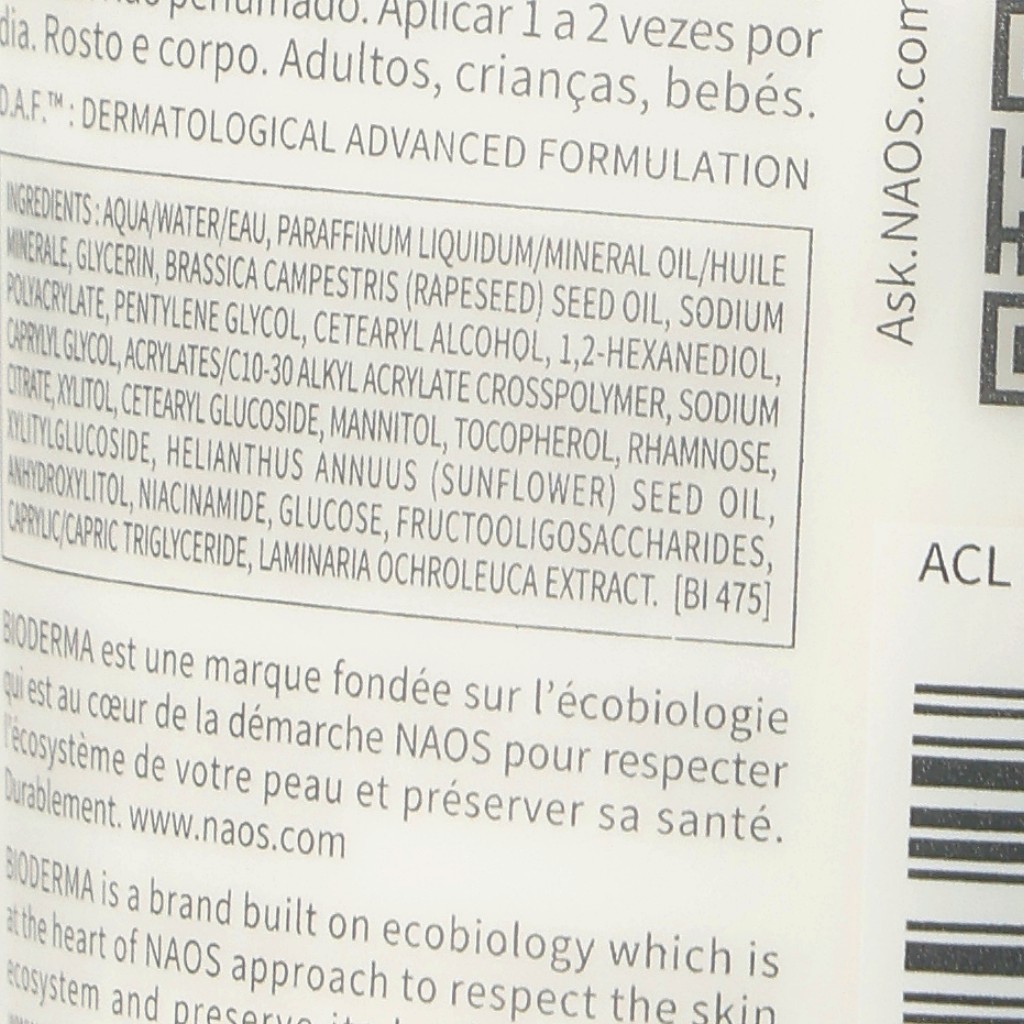 perfumado. Aplicar 1 a 2 vezes por
dia. Rosto e corpo. Adultos, crianças, bebés.
D.A.F.™ : DERMATOLOGICAL ADVANCED FORMULATION
INGREDIENTS : AQUA/WATER/EAU, PARAFFINUM LIQUIDUM/MINERAL OIL/HUILE
MINERALE, GLYCERIN, BRASSICA CAMPESTRIS (RAPESEED) SEED OIL, SODIUM
POLYACRYLATE, PENTYLENE GLYCOL, CETEARYL ALCOHOL, 1,2-HEXANEDIOL,
CAPRYLYL GLYCOL, ACRYLATES/C10-30 ALKYL ACRYLATE CROSSPOLYMER, SODIUM
CITRATE, XYLITOL, CETEARYL GLUCOSIDE, MANNITOL, TOCOPHEROL, RHAMNOSE,
XYLITYLGLUCOSIDE, HELIANTHUS ANNUUS (SUNFLOWER) SEED OIL,
ANHYDROXYLITOL, NIACINAMIDE, GLUCOSE, FRUCTOOLIGOSACCHARIDES,
CAPRYLIC/CAPRIC TRIGLYCERIDE, LAMINARIA OCHROLEUCA EXTRACT. [BI 475]
BIODERMA est une marque fondée sur l'écobiologie
qui est au cœur de la démarche NAOS pour respecter
l'écosystème de votre peau et préserver sa santé.
Durablement. www.naos.com
BIODERMA is a brand built on ecobiology which is
at the heart of NAOS approach to respect the skin
ecosystem and preserve
Ask.NAOS.com
ACL